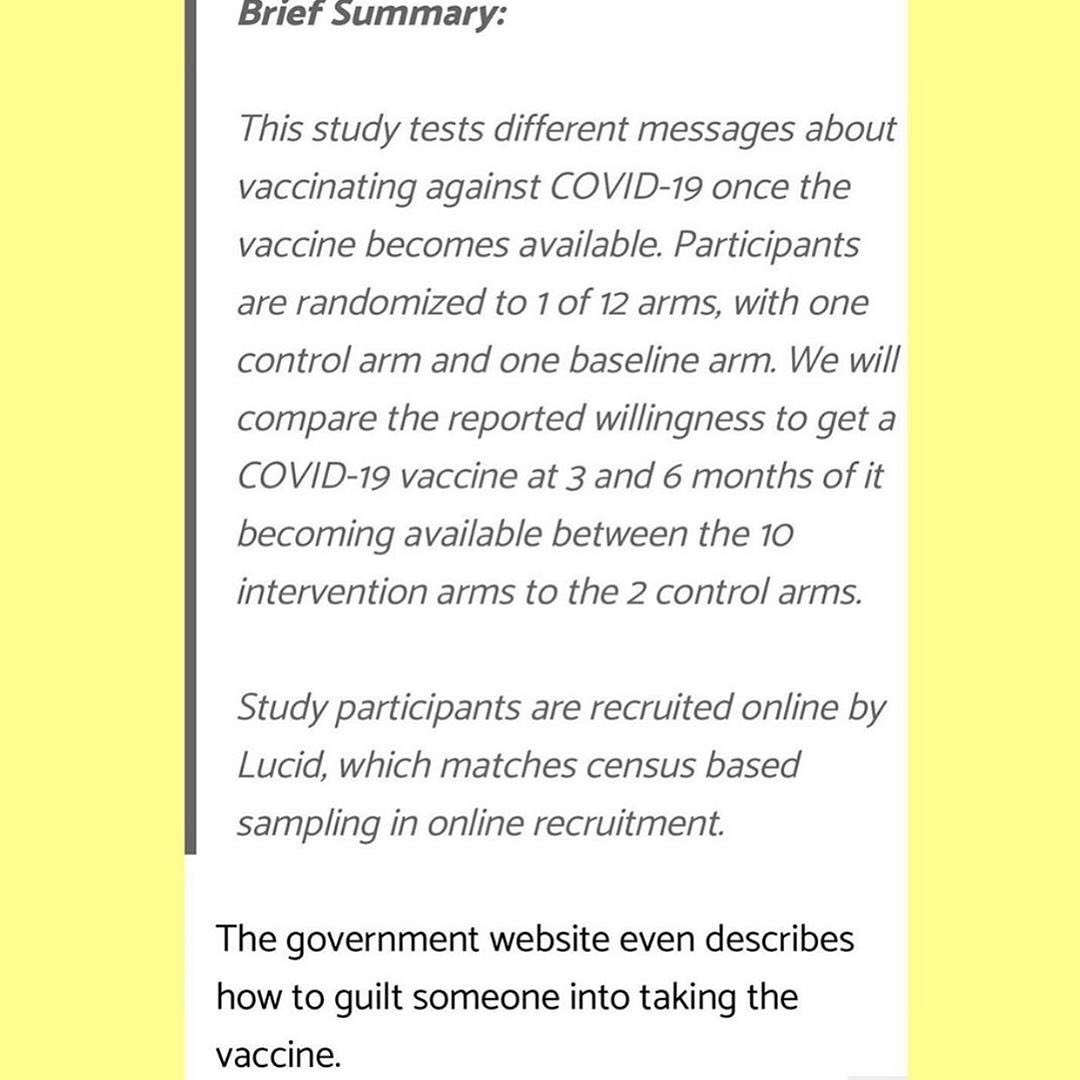 Brief Summary:
This study tests different messages about
vaccinating against COVID-19 once the
vaccine becomes available. Participants
are randomized to 1 of 12 arms, with one
control arm and one baseline arm. We will
compare the reported willingness to get a
COVID-19 vaccine at 3 and 6 months of it
becoming available between the 10
intervention arms to the 2 control arms.
Study participants are recruited online by
Lucid, which matches census based
sampling in online recruitment.
The government website even describes
how to guilt someone into taking the
vaccine.